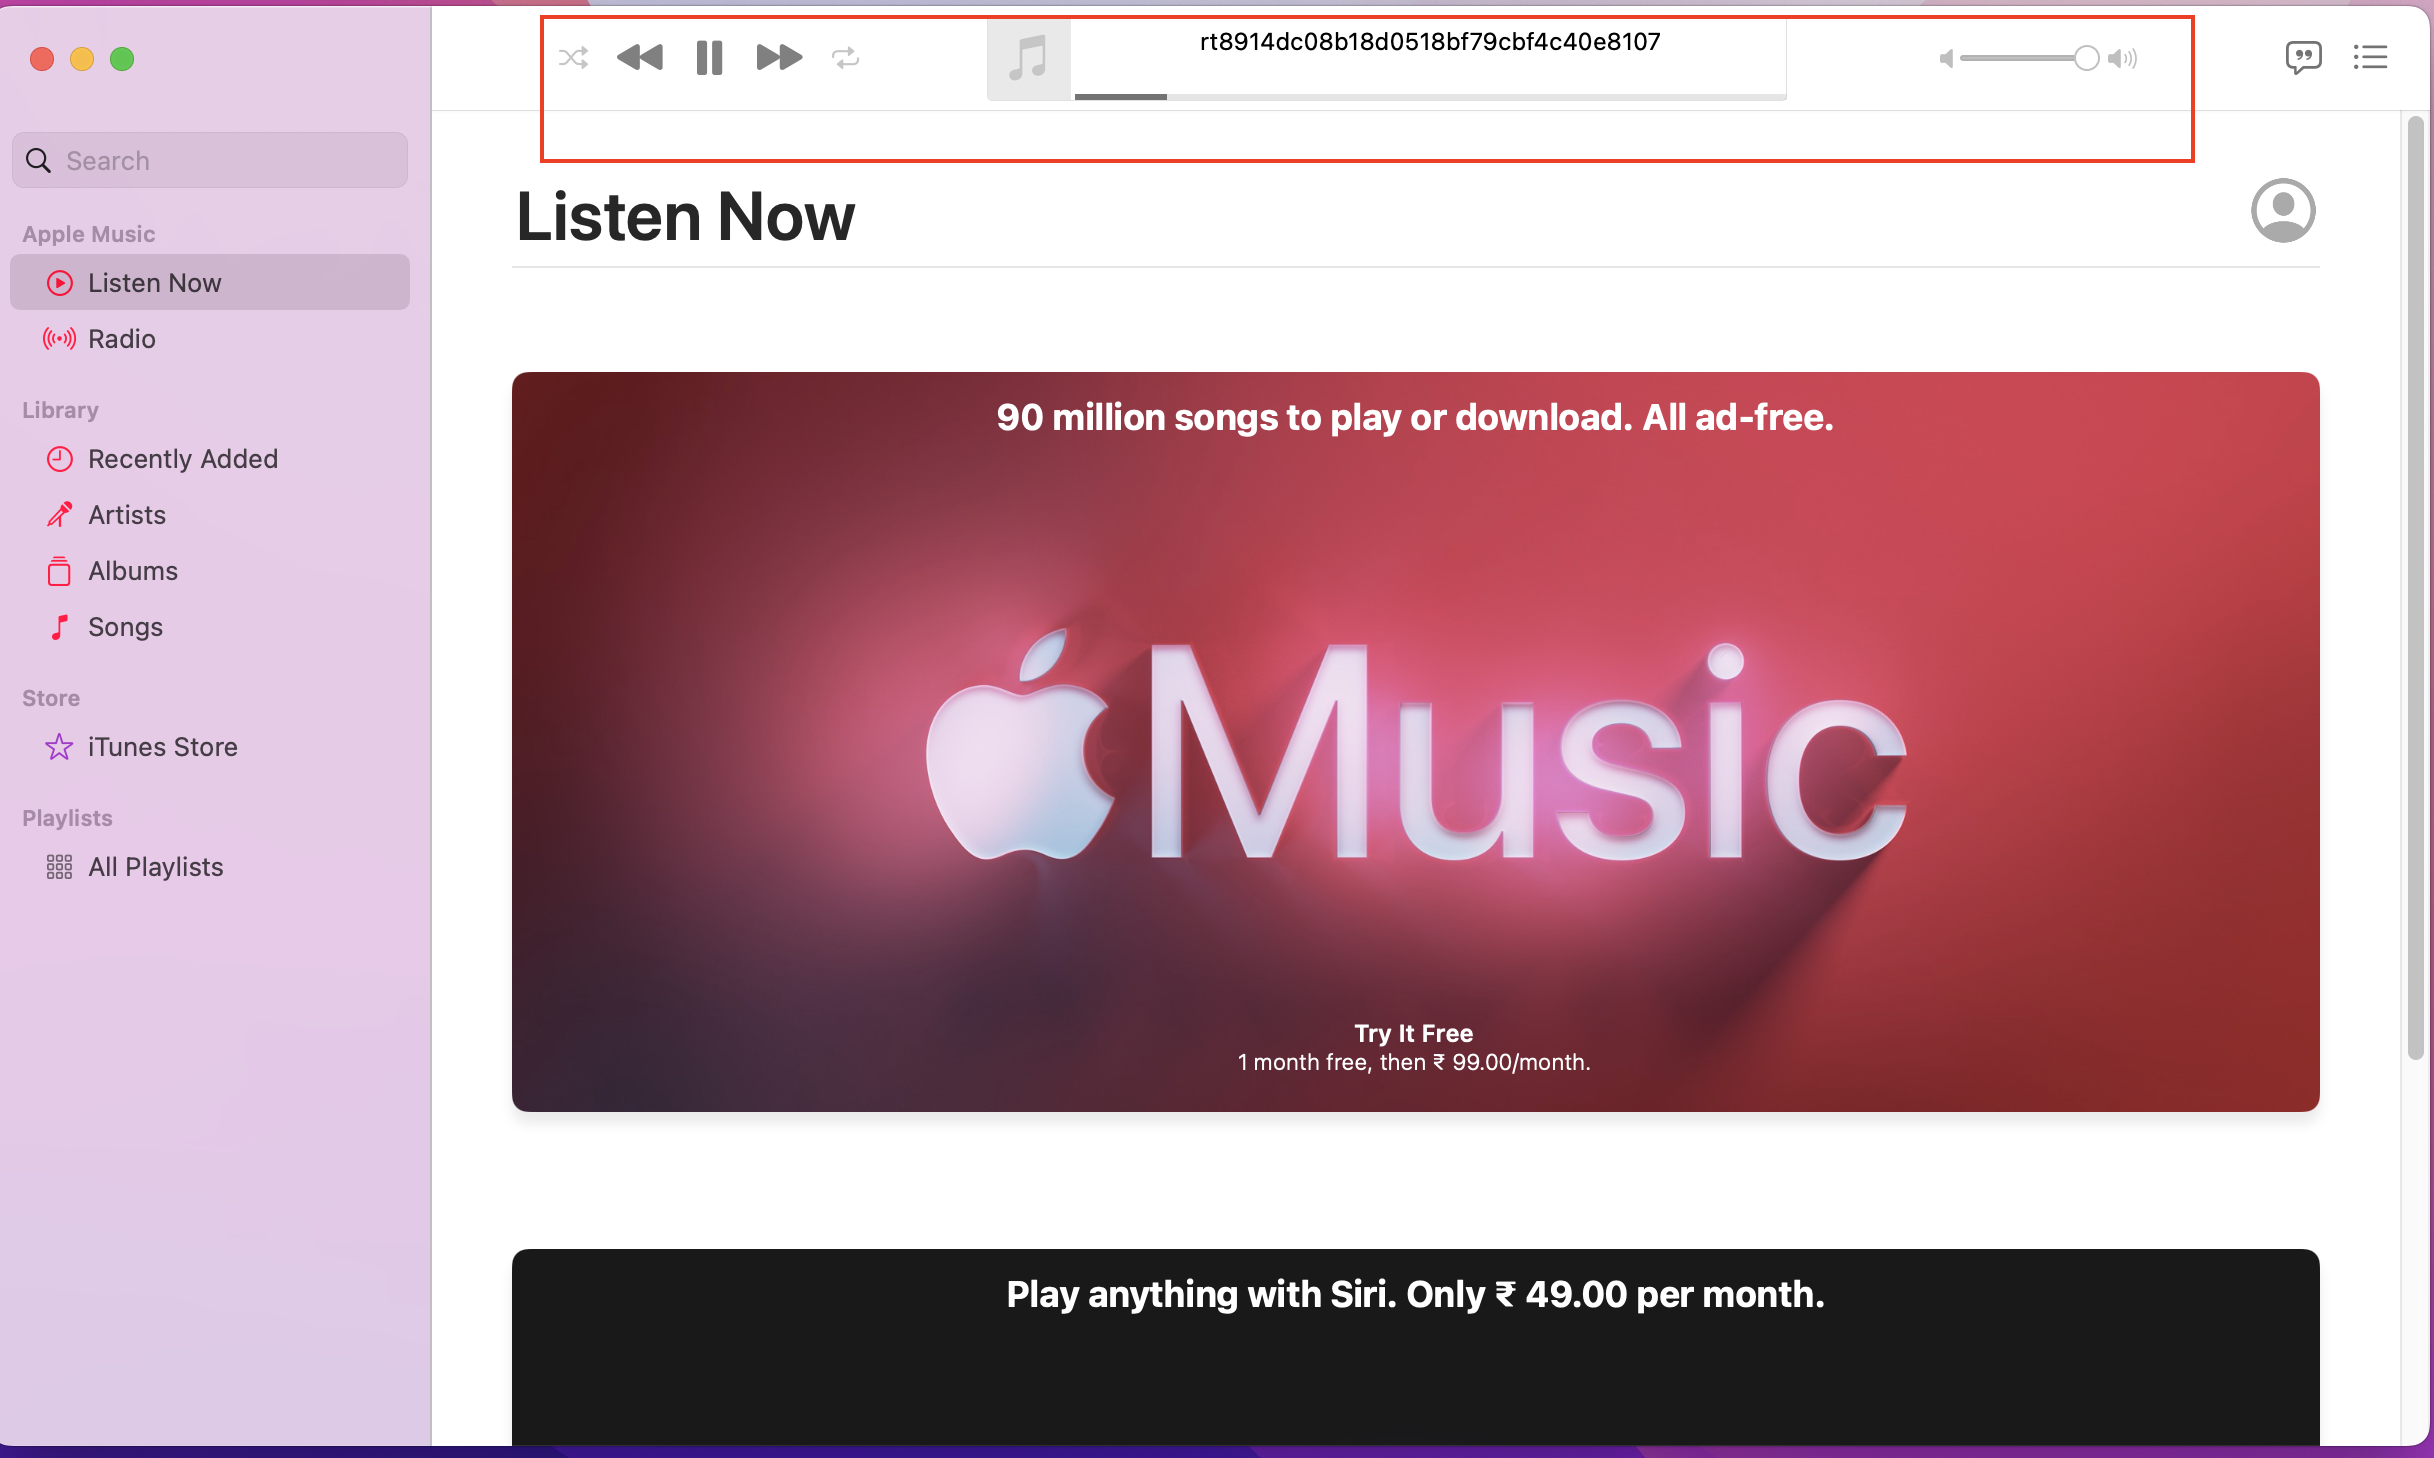 rt8914dc08b18d0518bf79cbf4c40e8107
Search
Apple Music
Listen Now
Radio
Library
Recently Added
Artists
Albums
Songs
Store
iTunes Store
Playlists
All Playlists
Listen Now
90 million songs to play or download. All ad-free.
Music
Try It Free
1 month free, then ₹ 99.00/month.
Play anything with Siri. Only ₹ 49.00 per month.